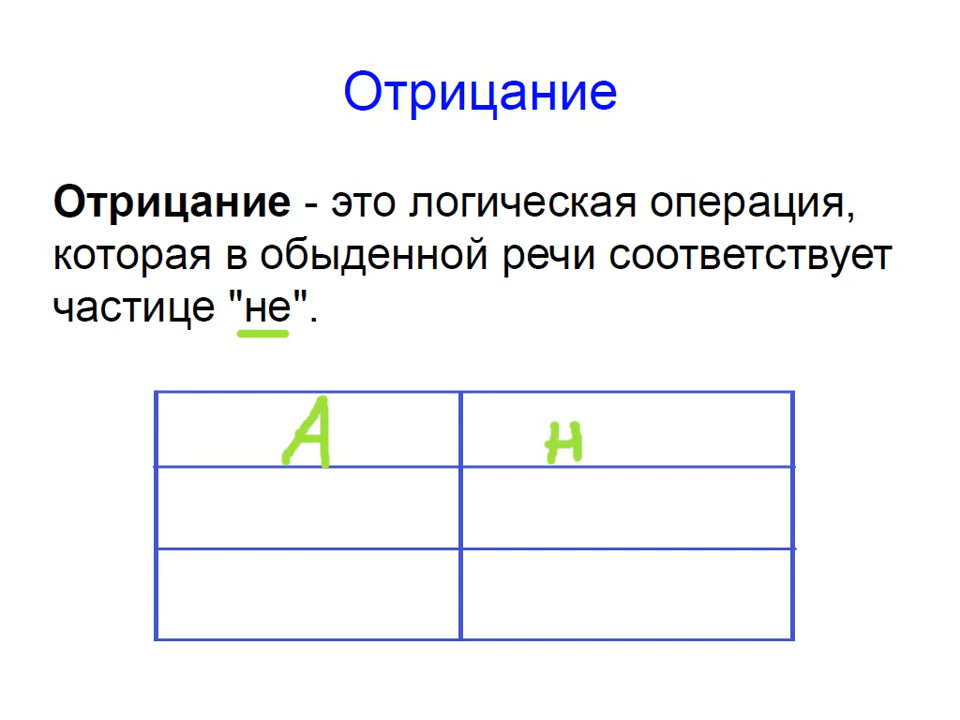 Отрицание
Отрицание - это логическая операция,
которая в обыденной речи соответствует
частице "не".
А н